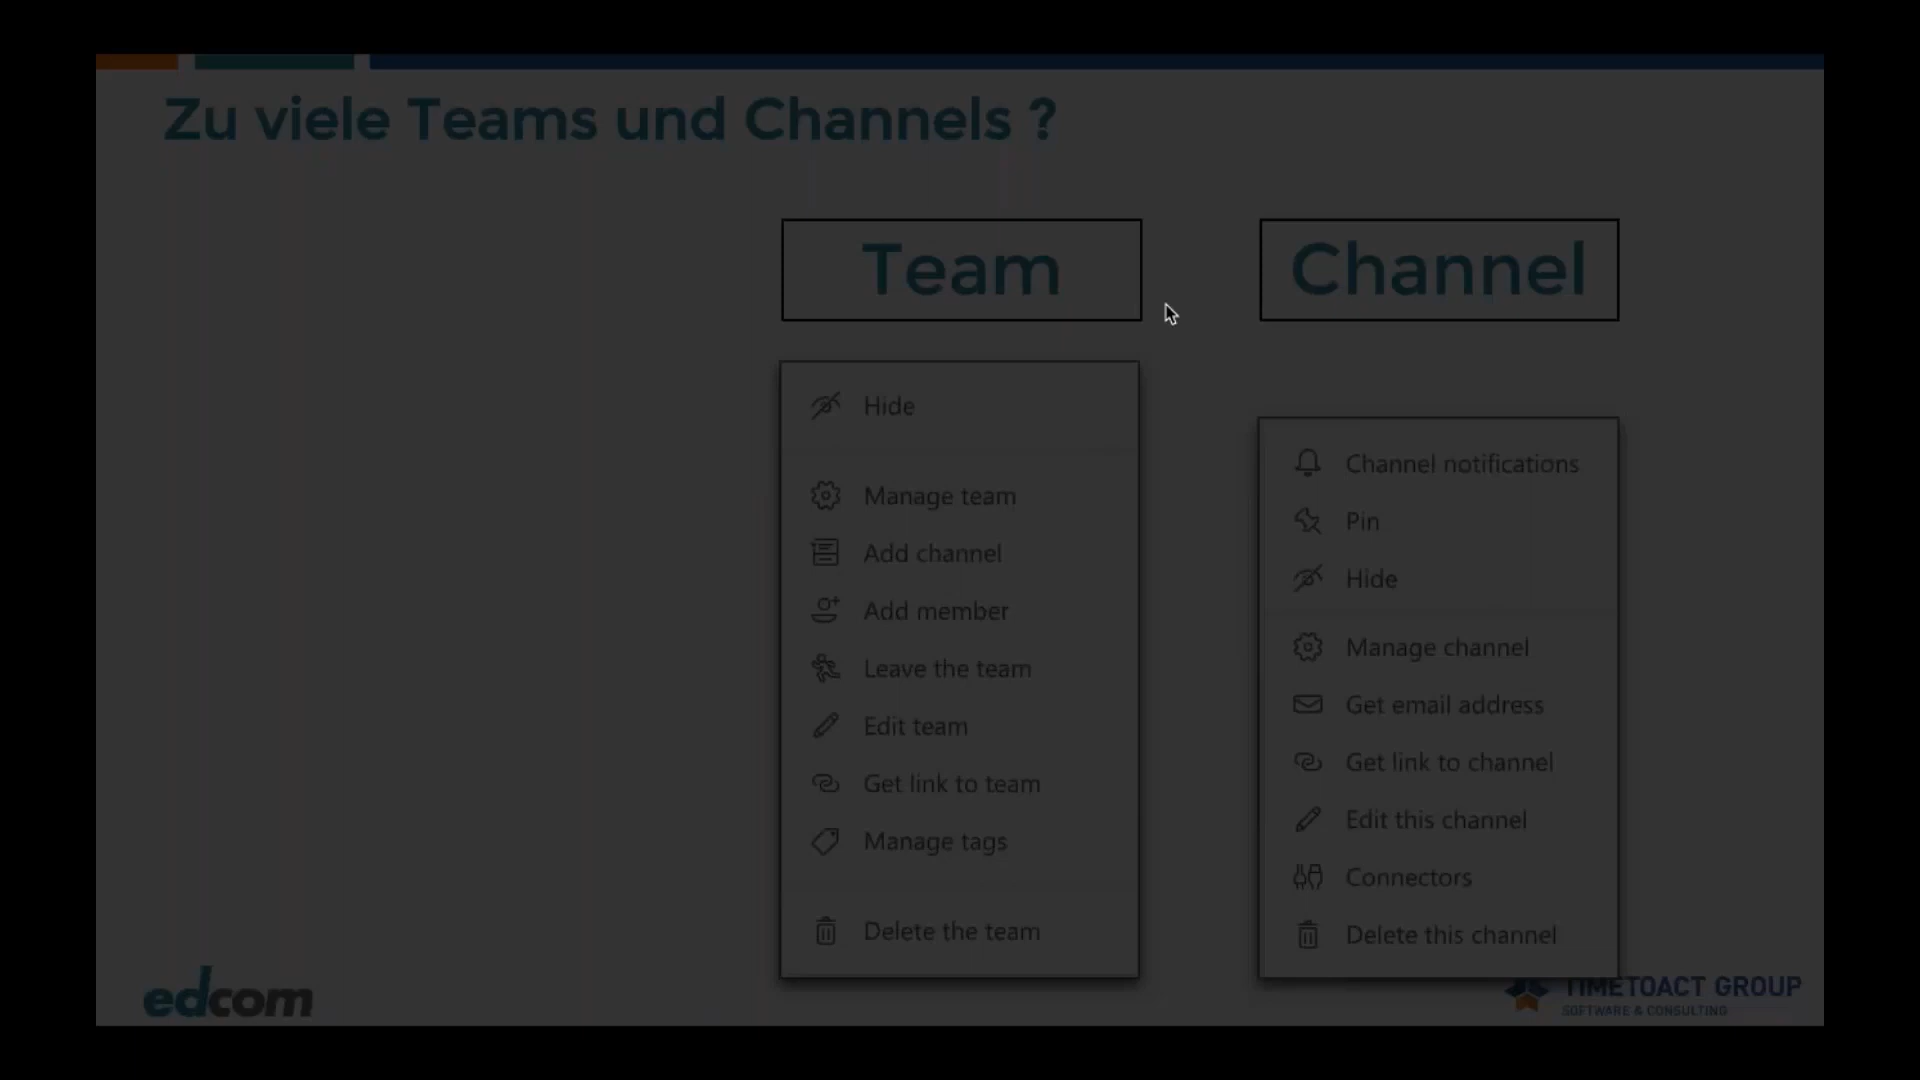 Zu viele Teams und Channels ?
Team
Hide
Manage team
Add channel
Add member
Leave the team
Edit team
Get link to team
Manage tags
Delete the team
Channel
Channel notifications
Pin
Hide
Manage channel
Get email address
Get link to channel
Edit this channel
Connectors
Delete this channel
edcom
TIMETOACT GROUP
SOFTWARE & CONSULTING